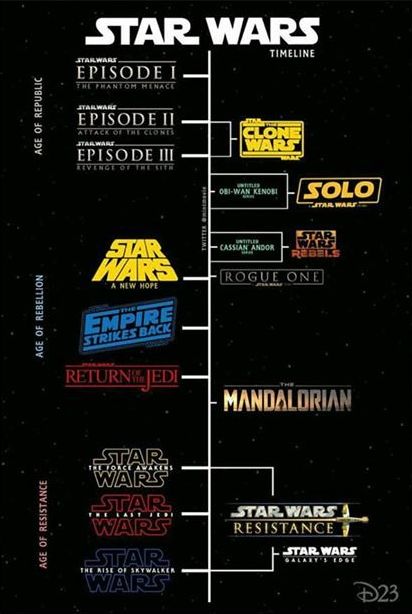 STAR WARS
TIMELINE
AGE OF REPUBLIC
STAR WARS
EPISODE I
THE PHANTOM MENACE
STAR WARS
EPISODE II
ATTACK OF THE CLONES
STAR WARS
EPISODE III
REVENGE OF THE SITH
STAR WARS
THE
CLONE
WARS
UNTITLED
OBI-WAN KENOBI
SERIES
SOLO
STAR WARS
TWITTER @minimovie
UNTITLED
CASSIAN ANDOR
SERIES
STAR
WARS
REBELS
ROGUE ONE
STAR WARS
AGE OF REBELLION
STAR
WARS
A NEW HOPE
THE
EMPIRE
STRIKES BACK
STAR WARS
RETURN OF THE JEDI
THE
MANDALORIAN
AGE OF RESISTANCE
STAR
THE FORCE AWAKENS
WARS
STAR
THE LAST JEDI
WARS
STAR
THE RISE OF SKYWALKER
WARS
STAR WARS
RESISTANCE
STAR WARS
GALAXY'S EDGE
D23